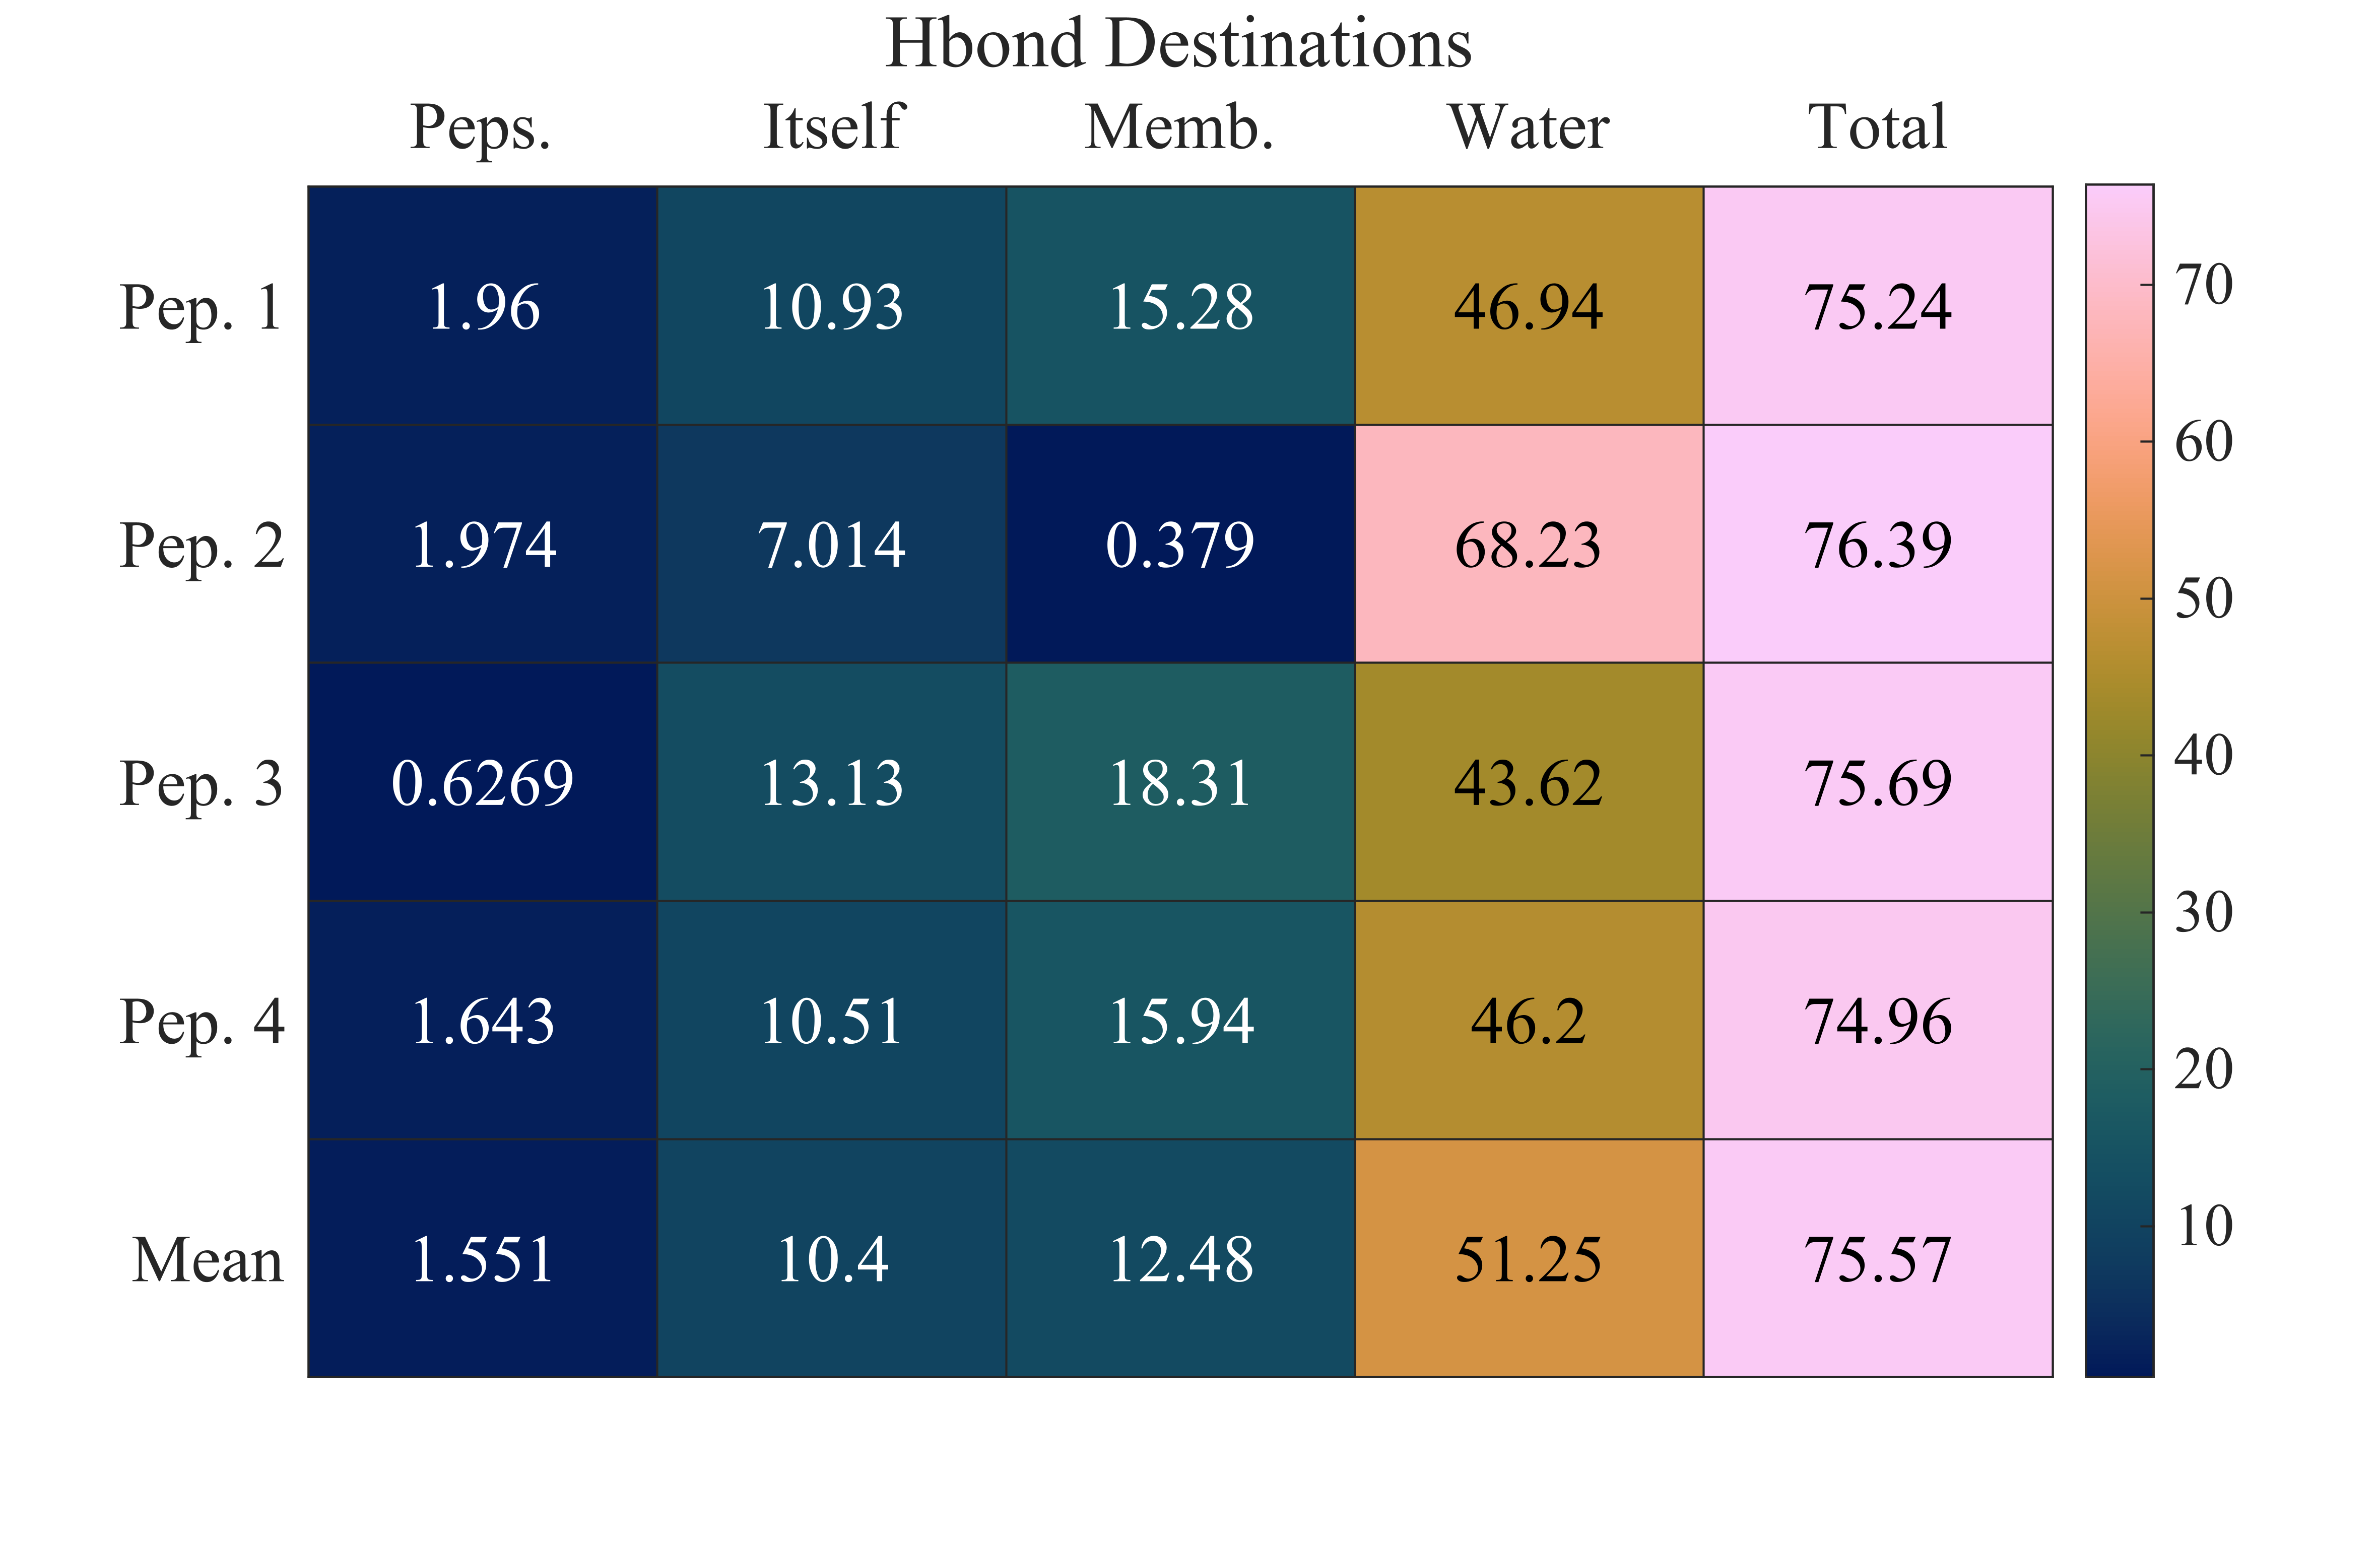 Hbond Destinations
Peps. Itself Memb. Water Total
Pep. 1 1.96 10.93 15.28 46.94 75.24
Pep. 2 1.974 7.014 0.379 68.23 76.39
Pep. 3 0.6269 13.13 18.31 43.62 75.69
Pep. 4 1.643 10.51 15.94 46.2 74.96
Mean 1.551 10.4 12.48 51.25 75.57
70
60
50
40
30
20
10